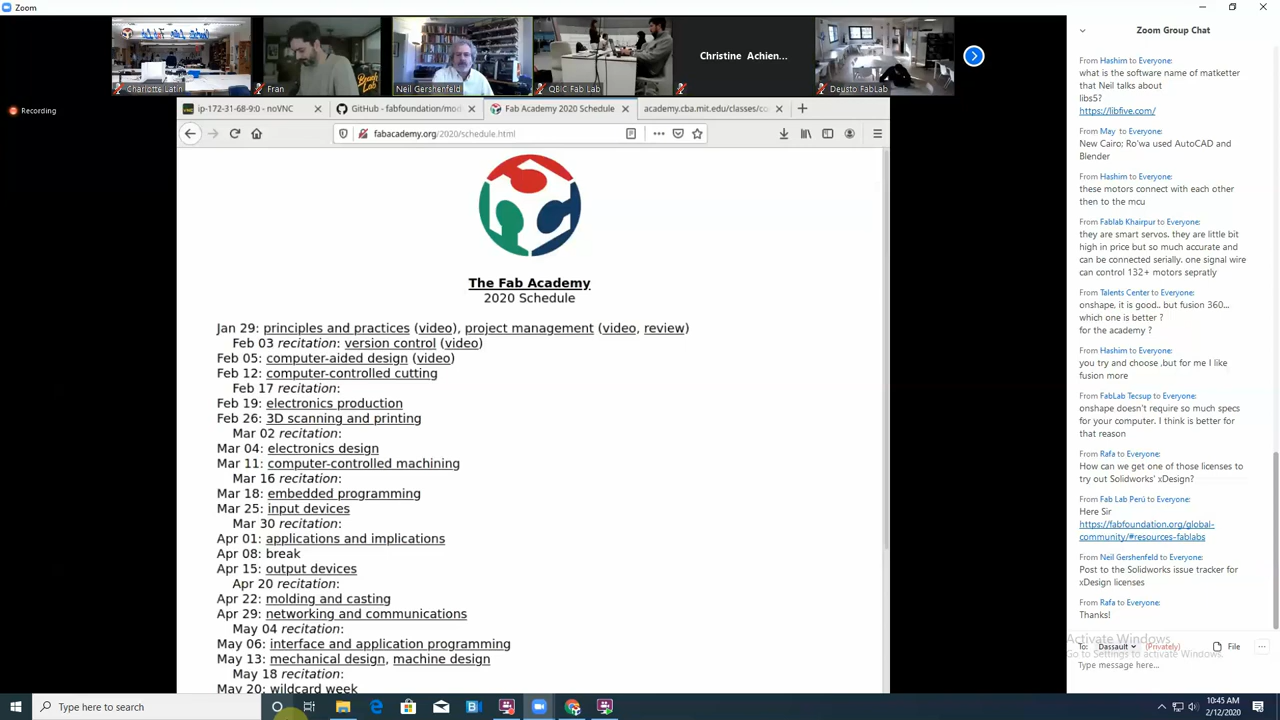 Zoom
Charlotte Latin
Fran
Neil Gershenfeld
QBIC Fab Lab
Christine Achien...
Deusto FabLab
Recording
ip-172-31-68-9:0 - noVNC
GitHub - fabfoundation/mod
Fab Academy 2020 Schedule
academy.cba.mit.edu/classes/co
fabacademy.org/2020/schedule.html
The Fab Academy
2020 Schedule
Jan 29: principles and practices (video), project management (video, review)
Feb 03 recitation: version control (video)
Feb 05: computer-aided design (video)
Feb 12: computer-controlled cutting
Feb 17 recitation:
Feb 19: electronics production
Feb 26: 3D scanning and printing
Mar 02 recitation:
Mar 04: electronics design
Mar 11: computer-controlled machining
Mar 16 recitation:
Mar 18: embedded programming
Mar 25: input devices
Mar 30 recitation:
Apr 01: applications and implications
Apr 08: break
Apr 15: output devices
Apr 20 recitation:
Apr 22: molding and casting
Apr 29: networking and communications
May 04 recitation:
May 06: interface and application programming
May 13: mechanical design, machine design
May 18 recitation:
May 20: wildcard week
Zoom Group Chat
From Hashim to Everyone:
what is the software name of matketter
that Neil talks about
libs5?
https://libfive.com/
From May to Everyone:
New Cairo; Ro'wa used AutoCAD and
Blender
From Hashim to Everyone:
these motors connect with each other
then to the mcu
From Fablab Khairpur to Everyone:
they are smart servos. they are little bit
high in price but so much accurate and
can be connected serially. one signal wire
can control 132+ motors sepratly
From Talents Center to Everyone:
onshape, it is good.. but fusion 360...
which one is better ?
for the academy ?
From Hashim to Everyone:
you try and choose ,but for me I like
fusion more
From FabLab Tecsup to Everyone:
onshape doesn't require so much specs
for your computer. I think is better for
that reason
From Rafa to Everyone:
How can we get one of those licenses to
try out Solidworks' xDesign?
From Fab Lab Perú to Everyone:
Here Sir
https://fabfoundation.org/global-
community/#resources-fablabs
From Neil Gershenfeld to Everyone:
Post to the Solidworks issue tracker for
xDesign licenses
From Rafa to Everyone:
Thanks!
Activate Windows
Go to Settings to activate Windows.
To: Dassault (Privately) File
Type message here...
Type here to search
10:45 AM
2/12/2020